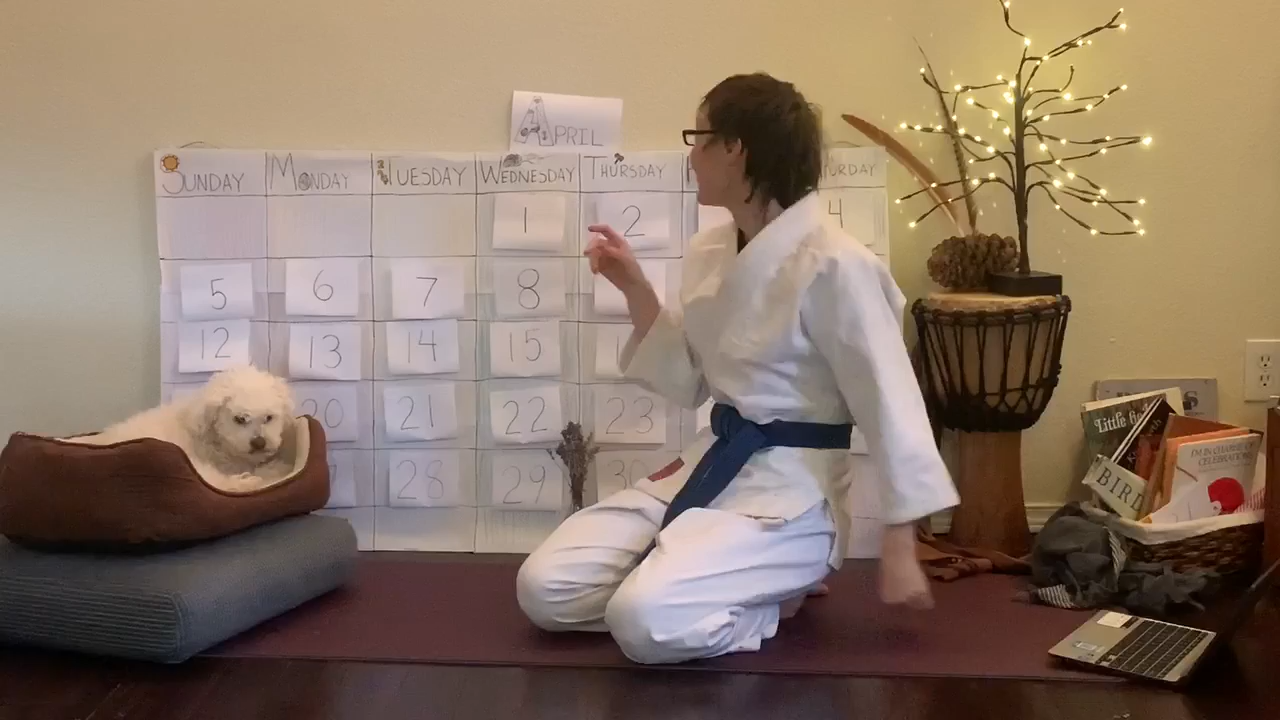 APRIL
SUNDAY MONDAY TUESDAY WEDNESDAY THURSDAY
1 2 4
5 6 7 8
12 13 14 15
20 21 22 23
28 29 30
Little
BIRD
I'M IN CHARGE OF
CELEBRATIONS